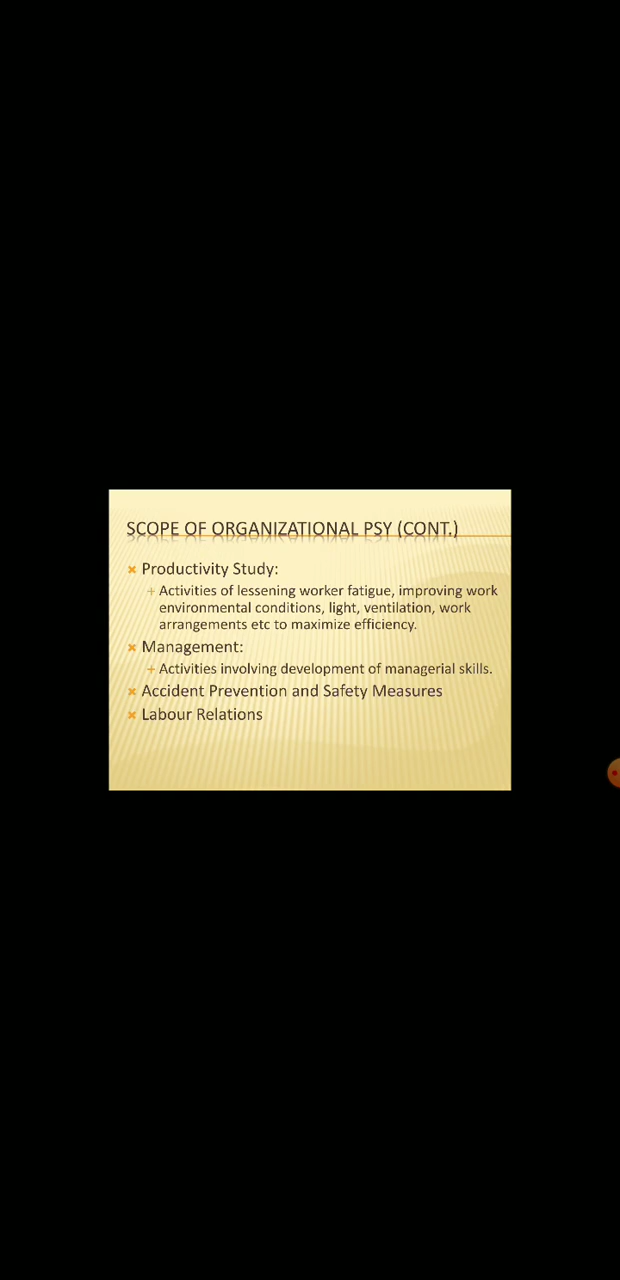 SCOPE OF ORGANIZATIONAL PSY (CONT.)
Productivity Study:
Activities of lessening worker fatigue, improving work
environmental conditions, light, ventilation, work
arrangements etc to maximize efficiency.
Management:
Activities involving development of managerial skills.
Accident Prevention and Safety Measures
Labour Relations